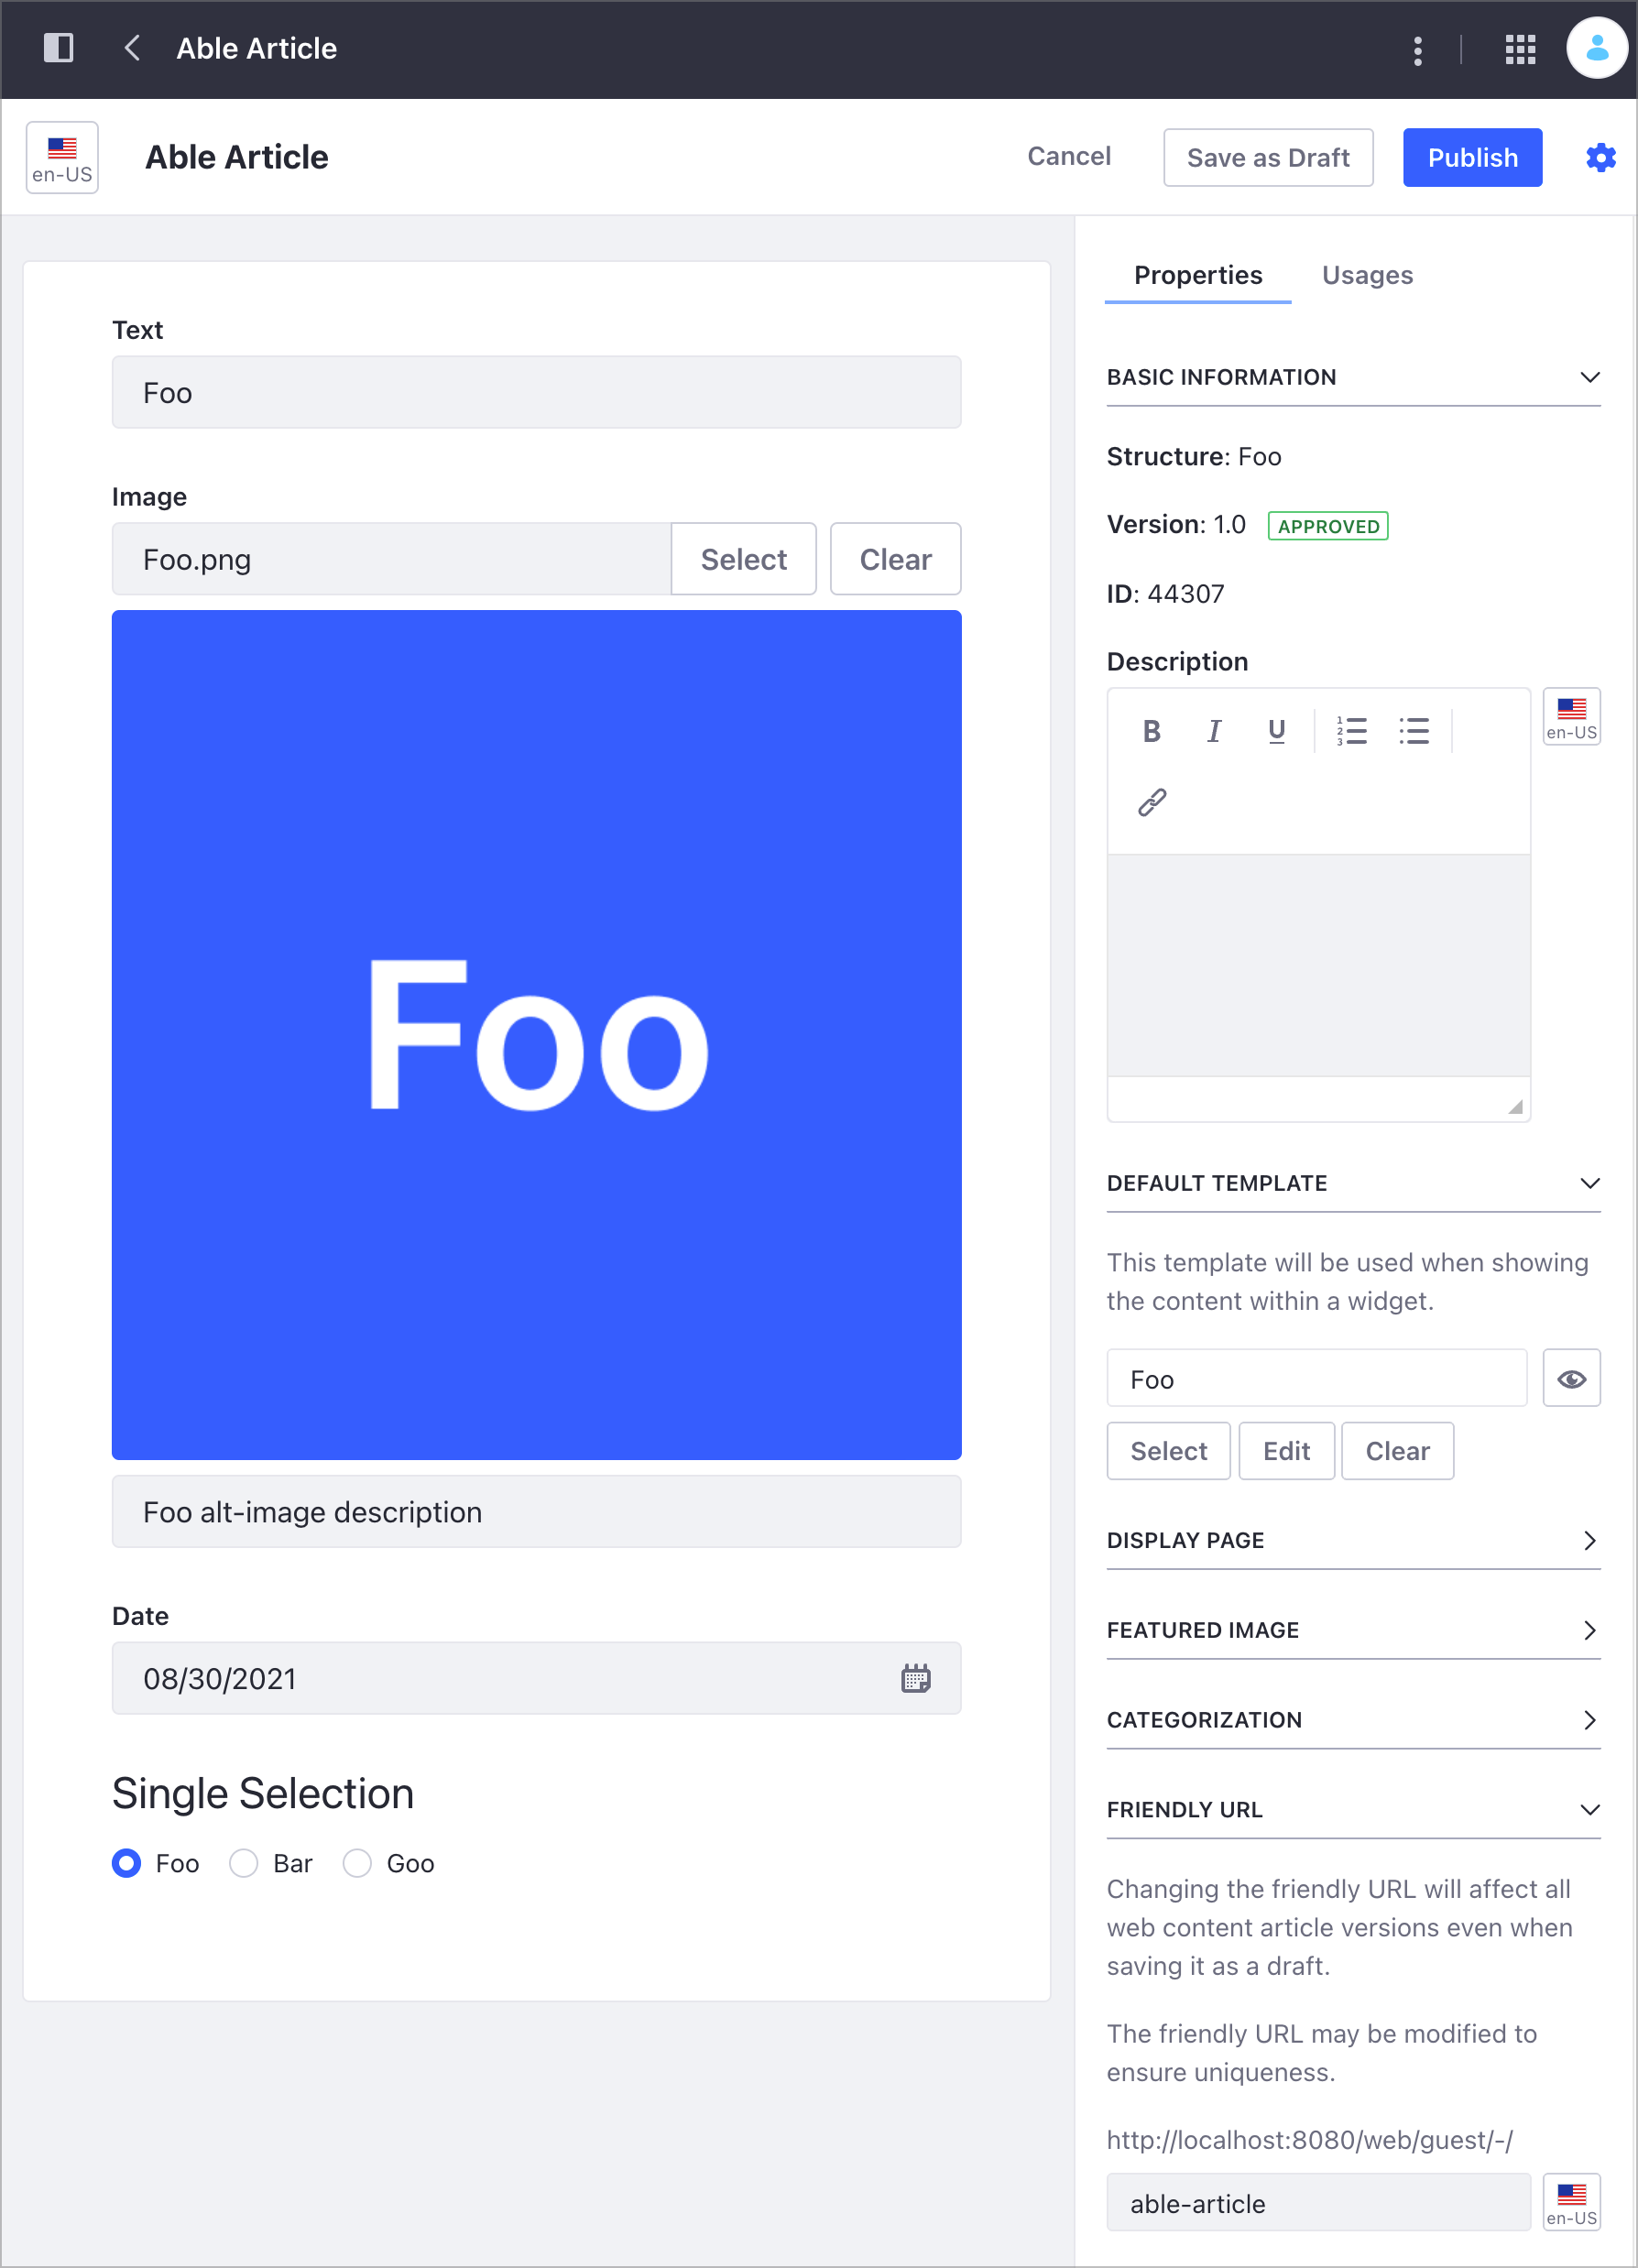 Able Article
en-US
Able Article
Cancel
Save as Draft
Publish
Text
Foo
Image
Foo.png
Select
Clear
Foo
Foo alt-image description
Date
08/30/2021
Single Selection
Foo
Bar
Goo
Properties
Usages
BASIC INFORMATION
Structure: Foo
Version: 1.0 APPROVED
ID: 44307
Description
B I U
1
2
3
en-US
DEFAULT TEMPLATE
This template will be used when showing
the content within a widget.
Foo
Select
Edit
Clear
DISPLAY PAGE
FEATURED IMAGE
CATEGORIZATION
FRIENDLY URL
Changing the friendly URL will affect all
web content article versions even when
saving it as a draft.
The friendly URL may be modified to
ensure uniqueness.
http://localhost:8080/web/guest/-/
able-article
en-US